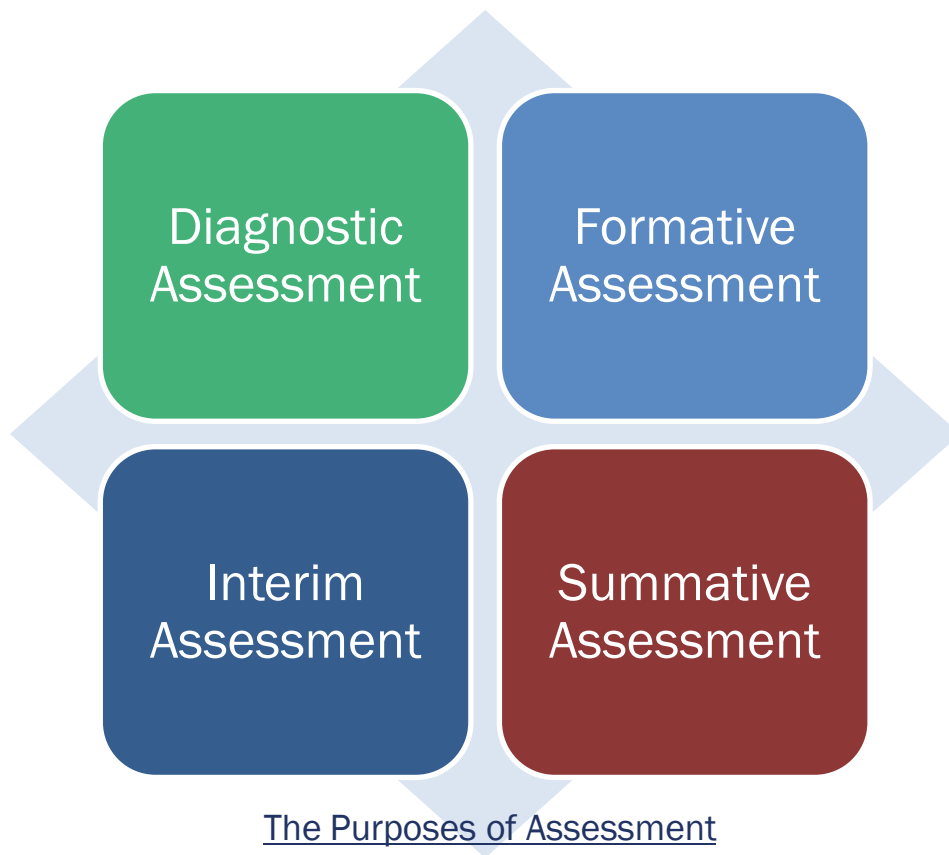 Diagnostic
Assessment
Formative
Assessment
Interim
Assessment
Summative
Assessment
The Purposes of Assessment